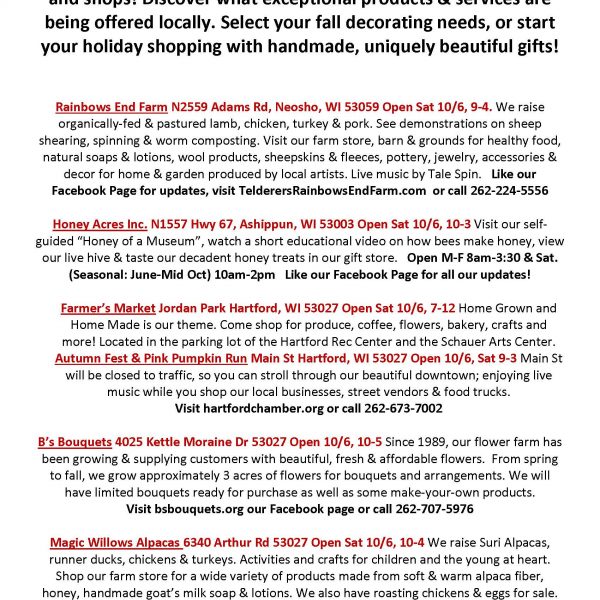 and shops! Discover what exceptional products & services are
being offered locally. Select your fall decorating needs, or start
your holiday shopping with handmade, uniquely beautiful gifts!
Rainbows End Farm N2559 Adams Rd, Neosho, WI 53059 Open Sat 10/6, 9-4. We raise
organically-fed & pastured lamb, chicken, turkey & pork. See demonstrations on sheep
shearing, spinning & worm composting. Visit our farm store, barn & grounds for healthy food,
natural soaps & lotions, wool products, sheepskins & fleeces, pottery, jewelry, accessories &
decor for home & garden produced by local artists. Live music by Tale Spin. Like our
Facebook Page for updates, visit TelderersRainbowsEndFarm.com or call 262-224-5556
Honey Acres Inc. N1557 Hwy 67, Ashippun, WI 53003 Open Sat 10/6, 10-3 Visit our self-
guided “Honey of a Museum”, watch a short educational video on how bees make honey, view
our live hive & taste our decadent honey treats in our gift store. Open M-F 8am-3:30 & Sat.
(Seasonal: June-Mid Oct) 10am-2pm Like our Facebook Page for all our updates!
Farmer’s Market Jordan Park Hartford, WI 53027 Open Sat 10/6, 7-12 Home Grown and
Home Made is our theme. Come shop for produce, coffee, flowers, bakery, crafts and
more! Located in the parking lot of the Hartford Rec Center and the Schauer Arts Center.
Autumn Fest & Pink Pumpkin Run Main St Hartford, WI 53027 Open 10/6, Sat 9-3 Main St
will be closed to traffic, so you can stroll through our beautiful downtown; enjoying live
music while you shop our local businesses, street vendors & food trucks.
Visit hartfordchamber.org or call 262-673-7002
B’s Bouquets 4025 Kettle Moraine Dr 53027 Open 10/6, 10-5 Since 1989, our flower farm has
been growing & supplying customers with beautiful, fresh & affordable flowers. From spring
to fall, we grow approximately 3 acres of flowers for bouquets and arrangements. We will
have limited bouquets ready for purchase as well as some make-your-own products.
Visit bsbouquets.org our Facebook page or call 262-707-5976
Magic Willows Alpacas 6340 Arthur Rd 53027 Open Sat 10/6, 10-4 We raise Suri Alpacas,
runner ducks, chickens & turkeys. Activities and crafts for children and the young at heart.
Shop our farm store for a wide variety of products made from soft & warm alpaca fiber,
honey, handmade goat’s milk soap & lotions. We also have roasting chickens & eggs for sale.